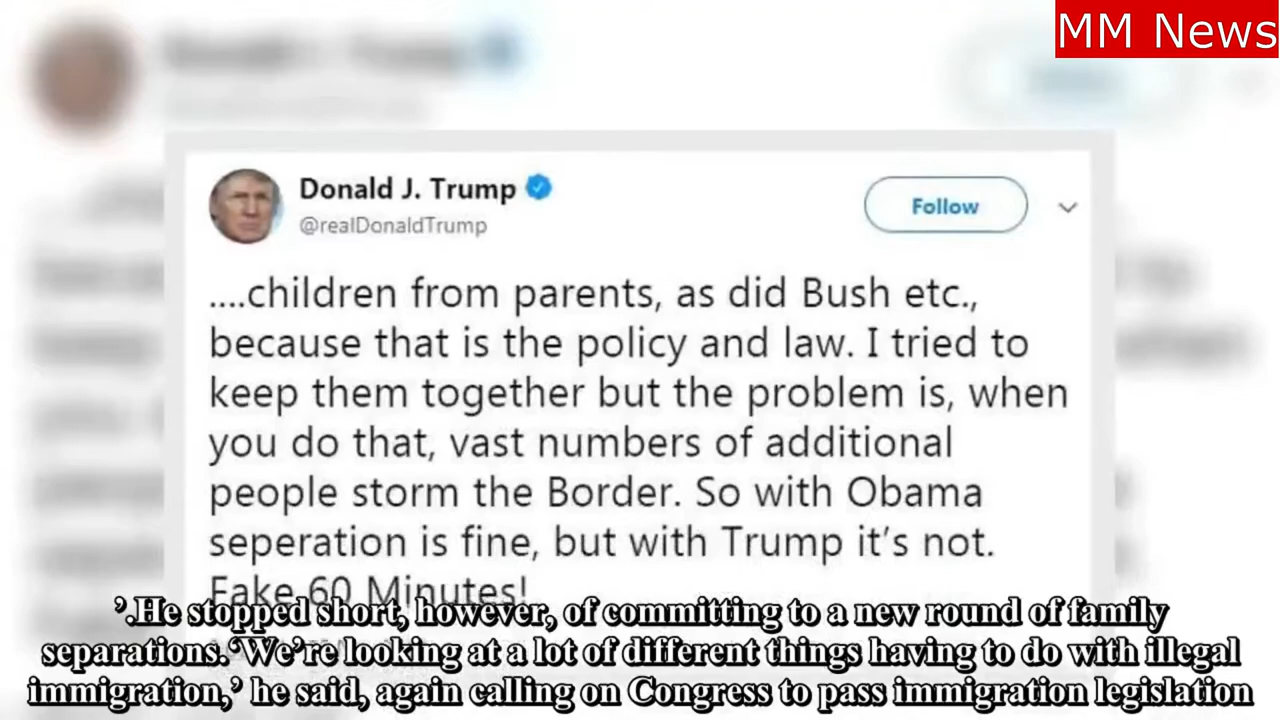 MM News
Donald J. Trump
@realDonaldTrump
Follow
....children from parents, as did Bush etc.,
because that is the policy and law. I tried to
keep them together but the problem is, when
you do that, vast numbers of additional
people storm the Border. So with Obama
seperation is fine, but with Trump it’s not.
Fake 60 Minutes!
’.He stopped short, however, of committing to a new round of family
separations.‘We’re looking at a lot of different things having to do with illegal
immigration,’ he said, again calling on Congress to pass immigration legislation